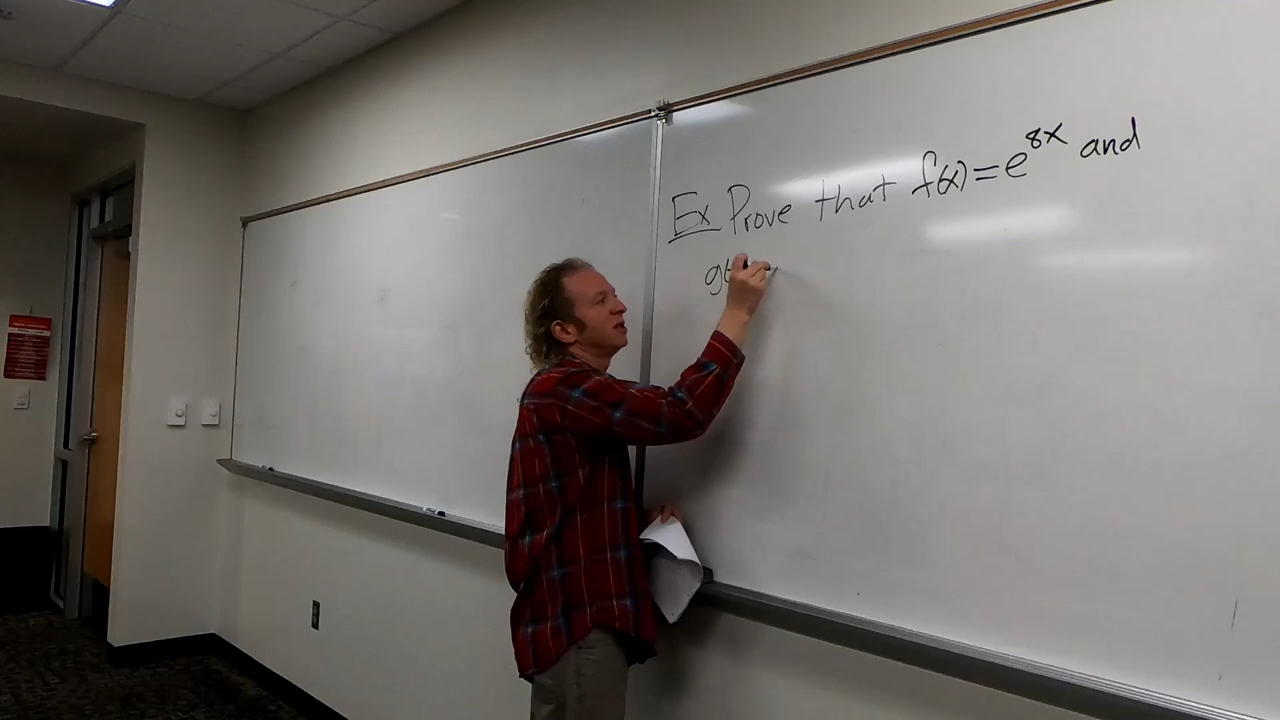 Ex Prove that f(x)=e^{8x} and